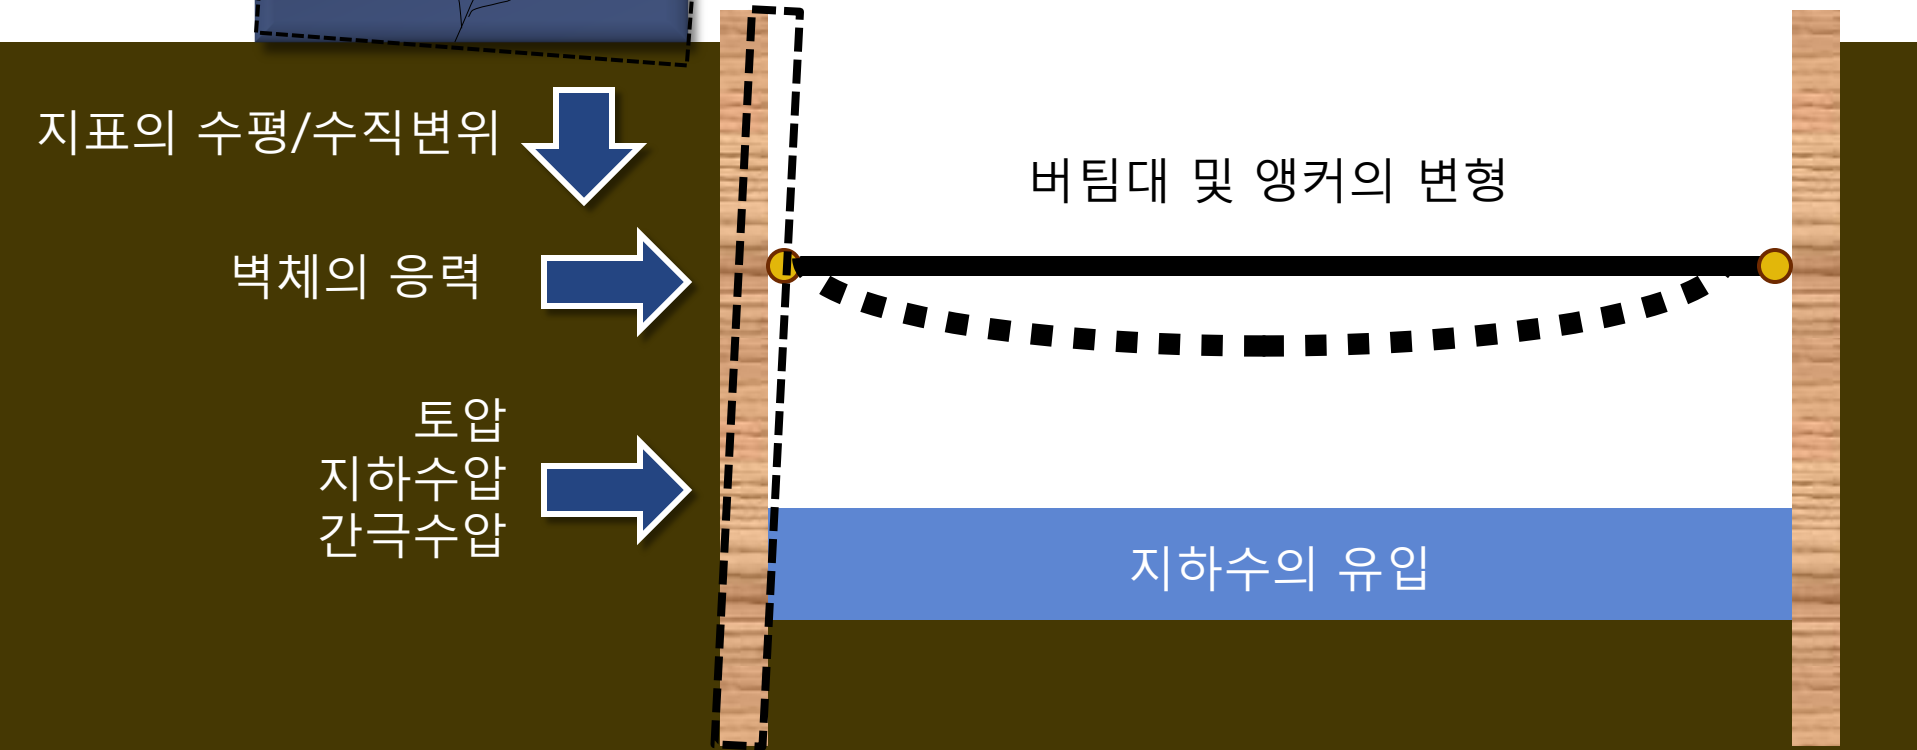 지표의 수평/수직변위
버팀대 및 앵커의 변형
벽체의 응력
토압
지하수압
간극수압
지하수의 유입